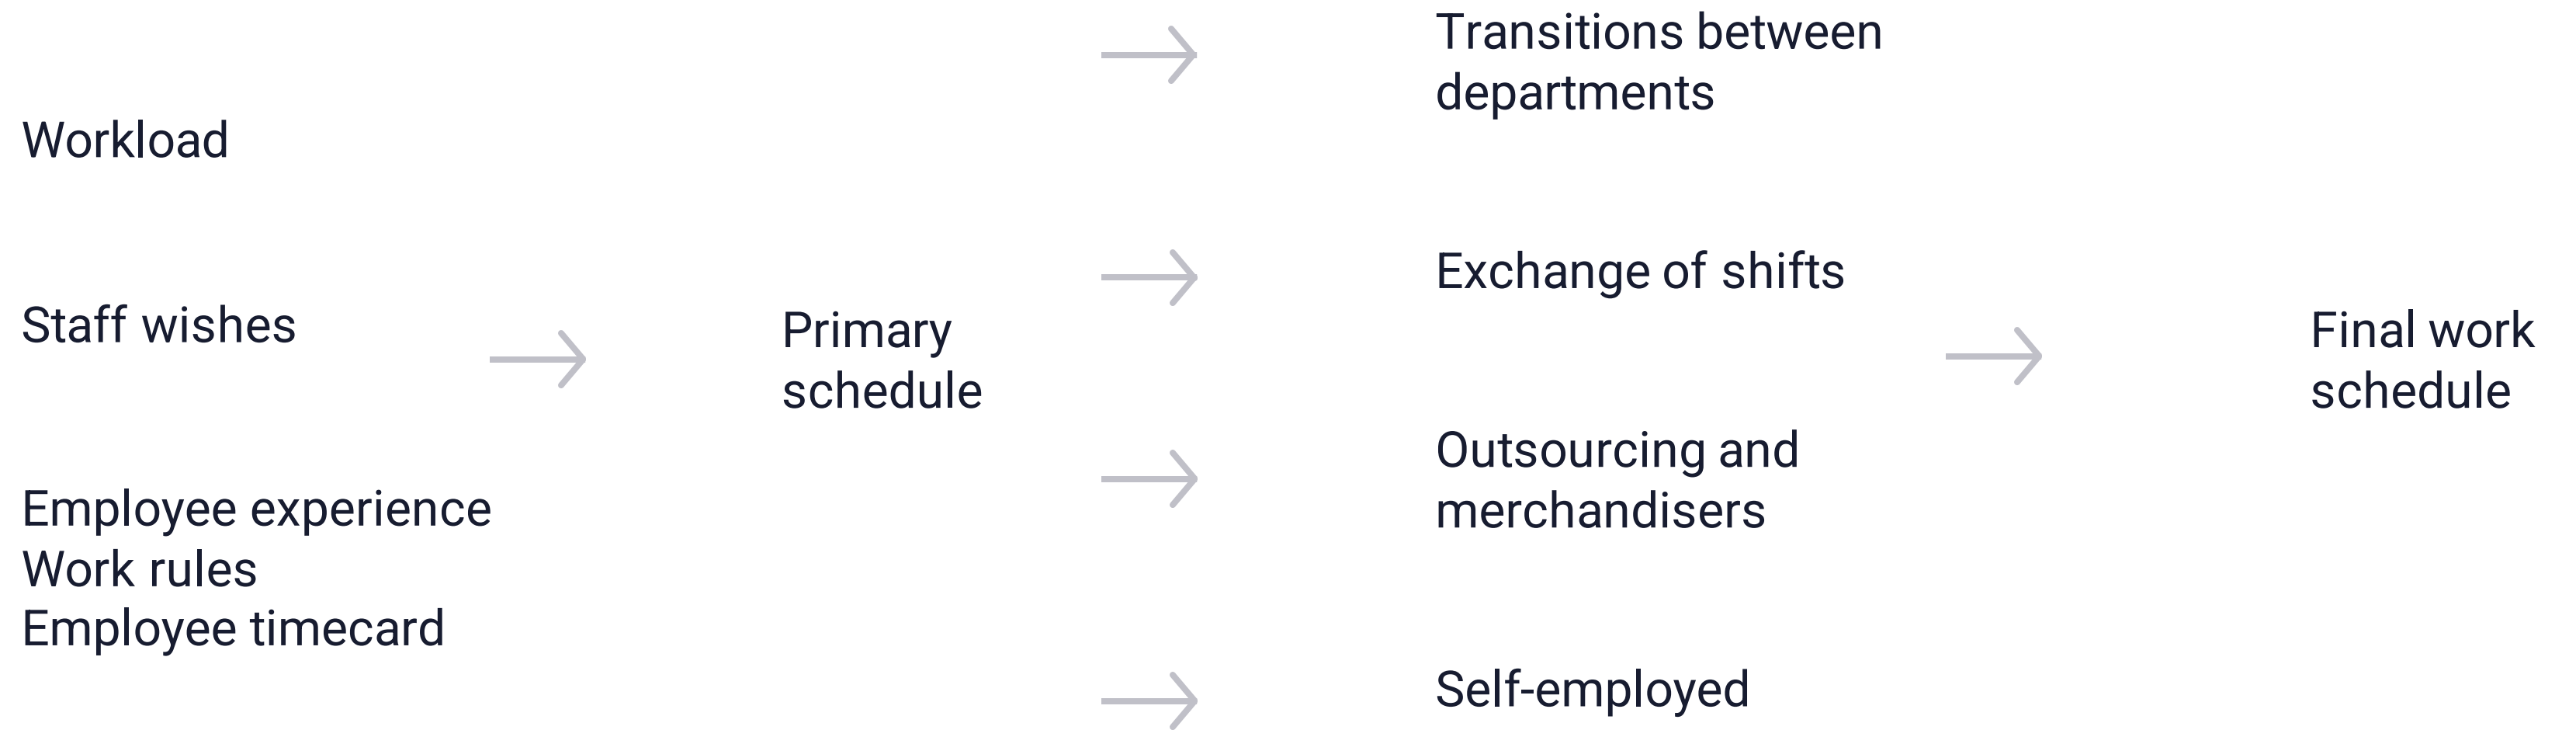 Workload
Staff wishes
Employee experience
Work rules
Employee timecard
Primary
schedule
Transitions between
departments
Exchange of shifts
Outsourcing and
merchandisers
Self-employed
Final work
schedule